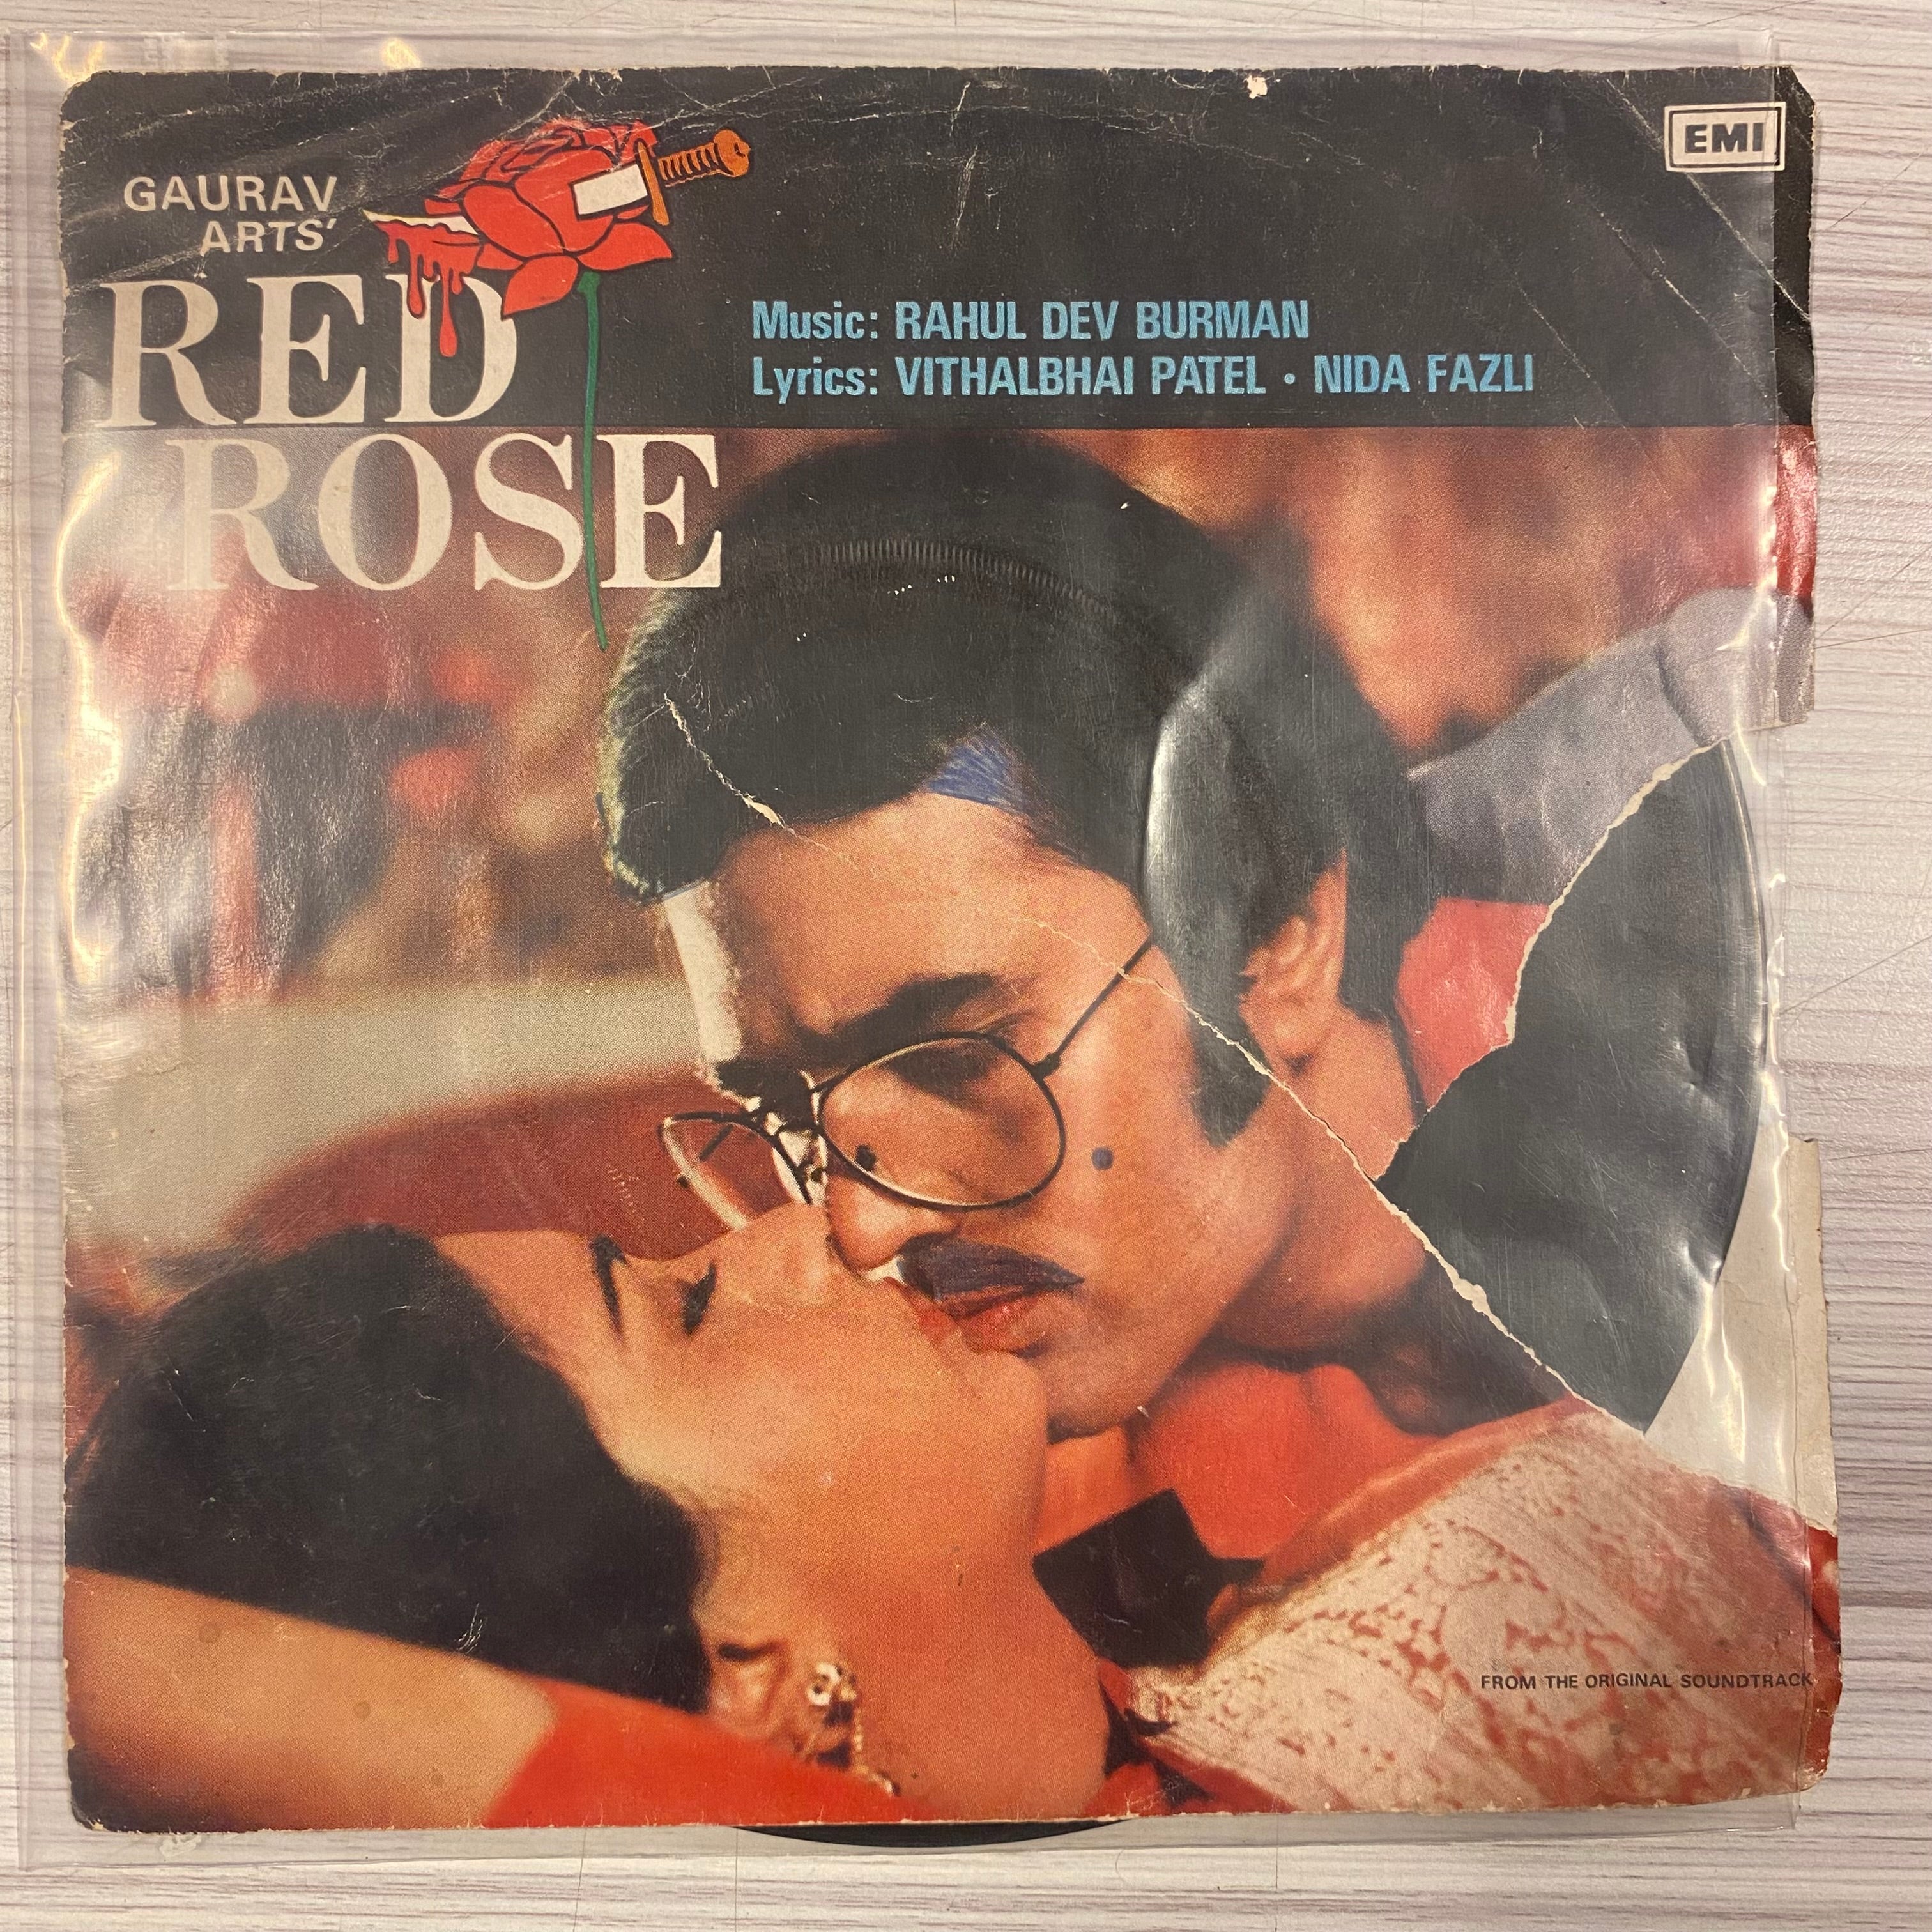 EMI
GAURAV
ARTS'
RED
ROSE
Music: RAHUL DEV BURMAN
Lyrics: VITHALBHAI PATEL • NIDA FAZLI
FROM THE ORIGINAL SOUNDTRACK